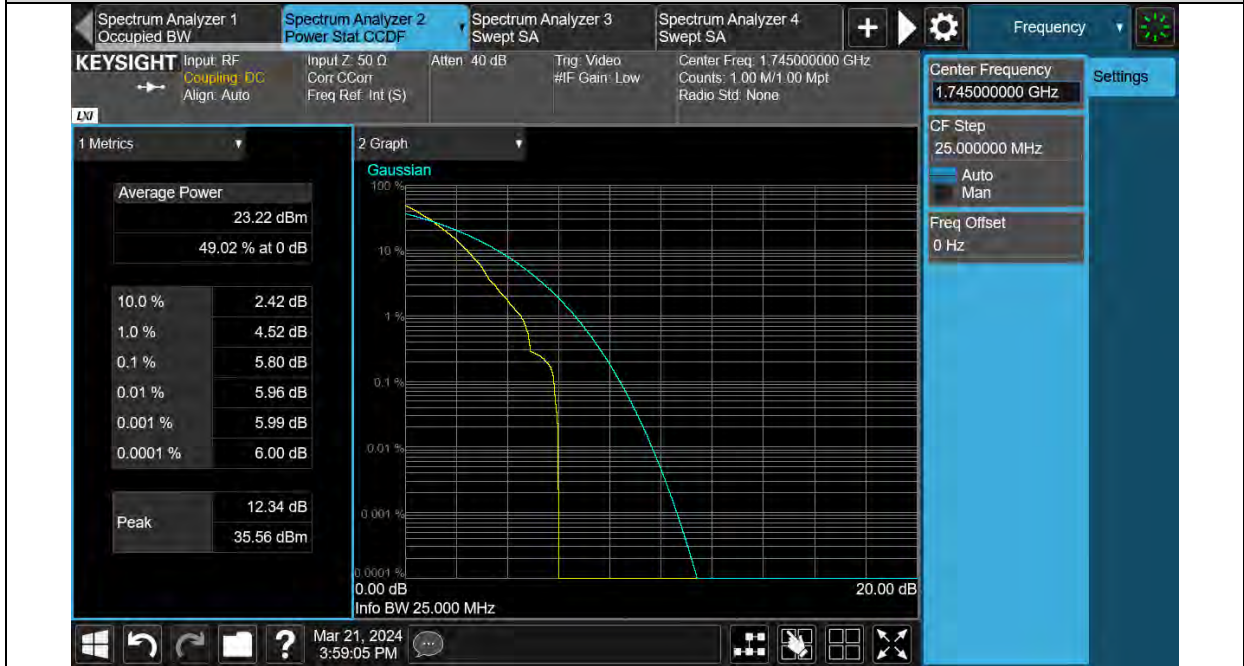 Spectrum Analyzer 1
Occupied BW
Spectrum Analyzer 2
Power Stat CCDF
Spectrum Analyzer 3
Swept SA
Spectrum Analyzer 4
Swept SA
+
Frequency
KEYSIGHT
Input: RF
Coupling: DC
Align: Auto
Input Z: 50 Ω
Corr CCorr
Freq Ref: Int (S)
Atten: 40 dB
Trig: Video
#IF Gain: Low
Center Freq: 1.745000000 GHz
Counts: 1.00 M/1.00 Mpt
Radio Std: None
LXI
Center Frequency
1.745000000 GHz
Settings
CF Step
25.000000 MHz
Auto
Man
Freq Offset
0 Hz
1 Metrics
Average Power
23.22 dBm
49.02 % at 0 dB
10.0 % 2.42 dB
1.0 % 4.52 dB
0.1 % 5.80 dB
0.01 % 5.96 dB
0.001 % 5.99 dB
0.0001 % 6.00 dB
Peak
12.34 dB
35.56 dBm
2 Graph
Gaussian
100 %
10 %
1 %
0.1 %
0.01 %
0.001 %
0.0001 %
0.00 dB
20.00 dB
Info BW 25.000 MHz
?
Mar 21, 2024
3:59:05 PM